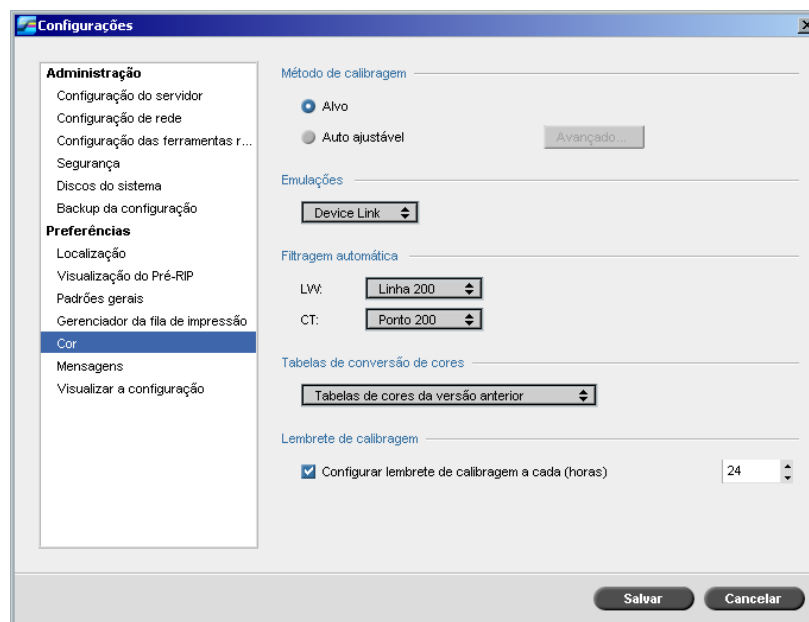 Configurações
Administração
Configuração do servidor
Configuração de rede
Configuração das ferramentas r...
Segurança
Discos do sistema
Backup da configuração
Preferências
Localização
Visualização do Pré-RIP
Padrões gerais
Gerenciador da fila de impressão
Cor
Mensagens
Visualizar a configuração
Método de calibragem
Alvo
Auto ajustável
Avançado...
Emulações
Device Link
Filtragem automática
LW:
Linha 200
CT:
Ponto 200
Tabelas de conversão de cores
Tabelas de cores da versão anterior
Lembrete de calibragem
Configurar lembrete de calibragem a cada (horas)
24
Salvar
Cancelar